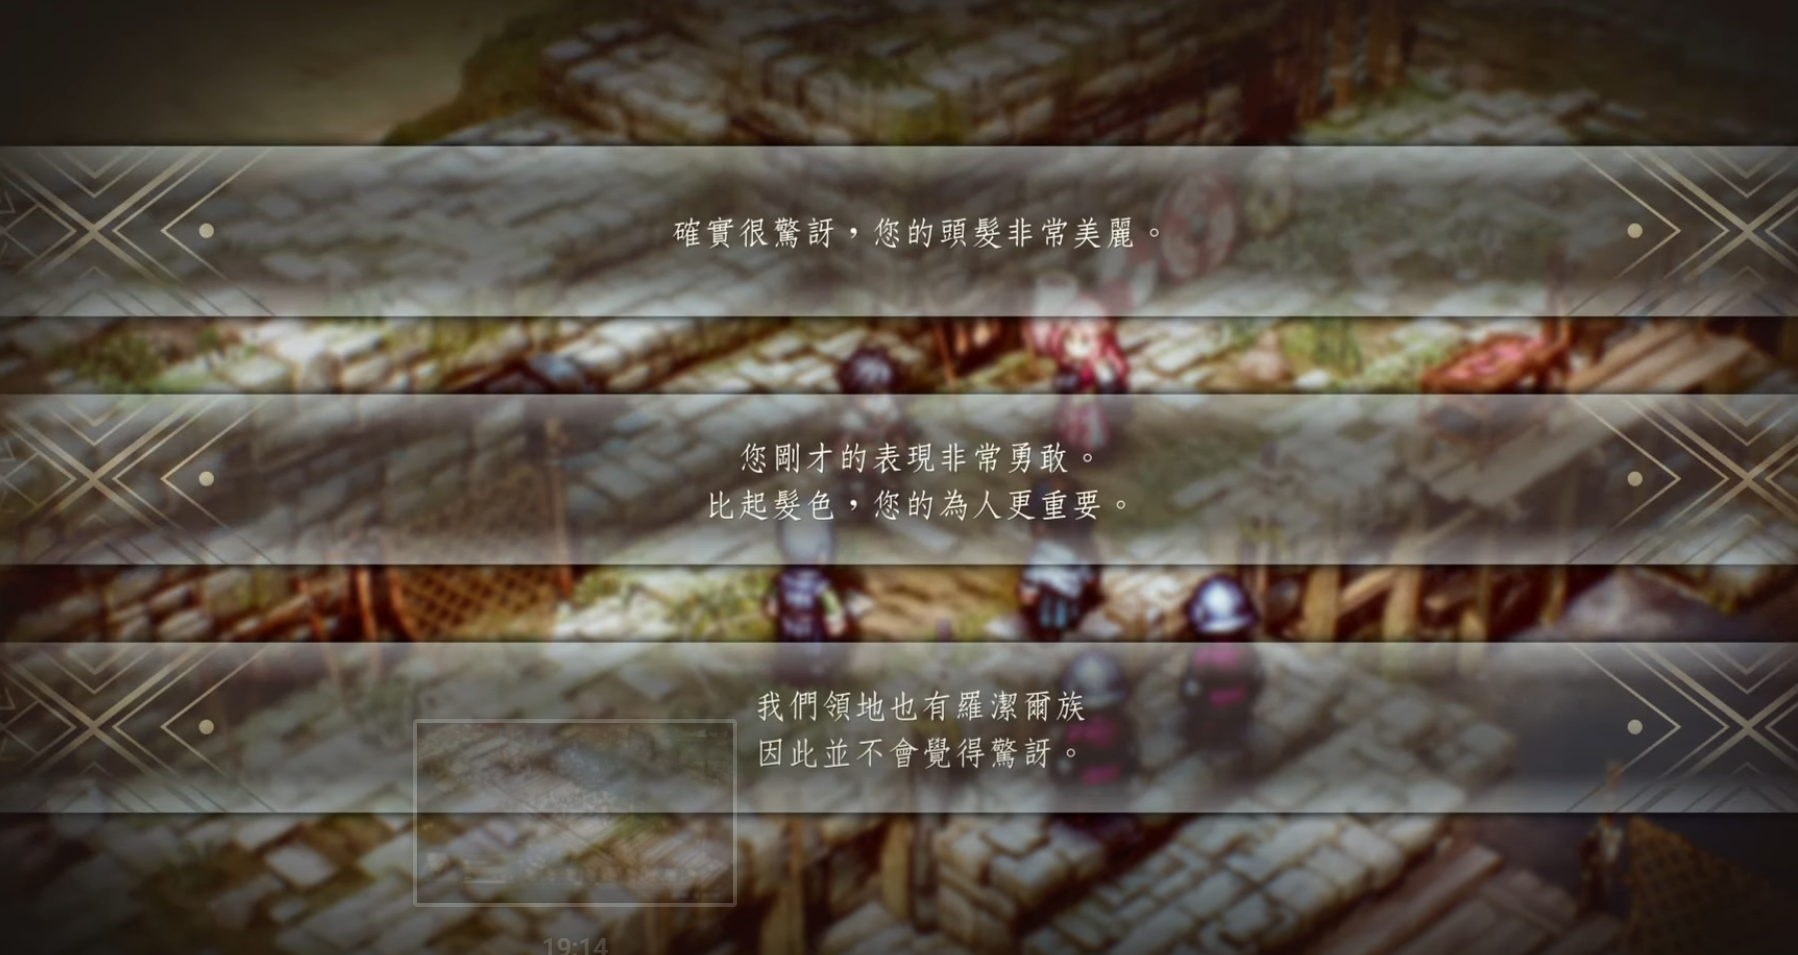 確實很驚訝，您的頭髮非常美麗。
您剛才的表現非常勇敢。
比起髮色，您的為人更重要。
我們領地也有羅潔爾族
因此並不會覺得驚訝。
19:14